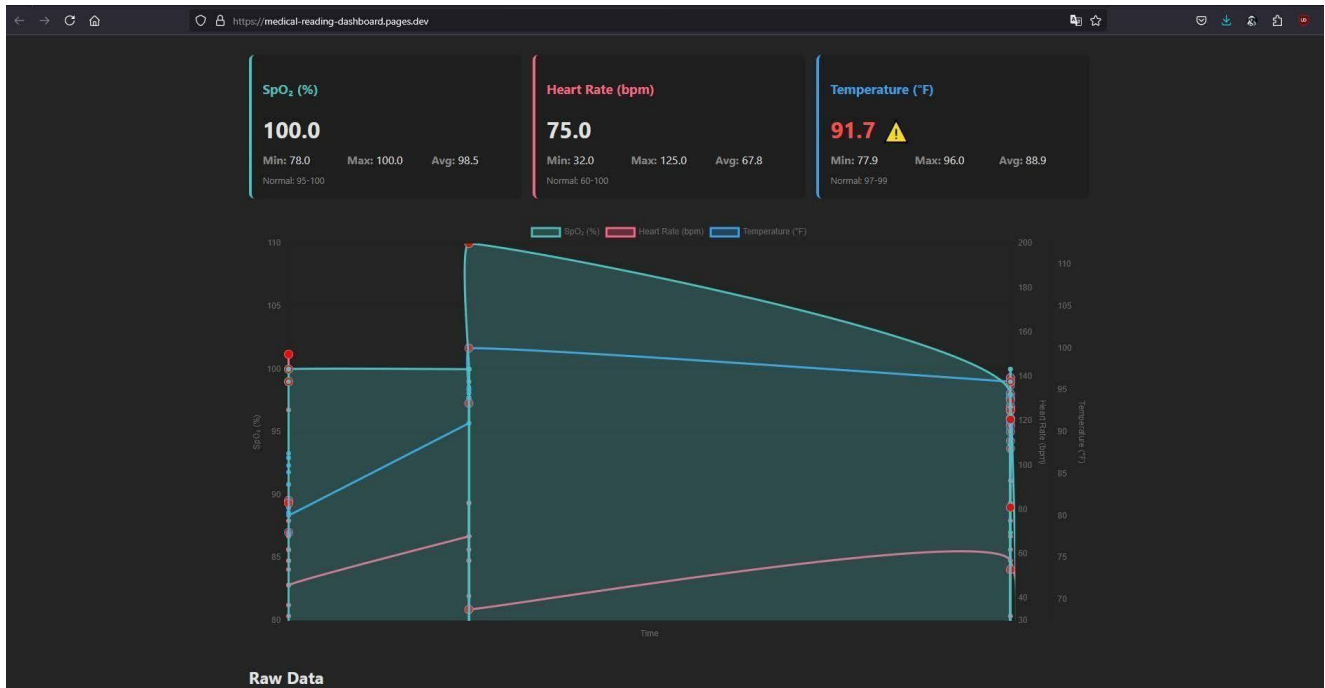 https://medical-reading-dashboard.pages.dev
SpO₂ (%)
100.0
Min: 78.0 Max: 100.0 Avg: 98.5
Normal: 95-100
Heart Rate (bpm)
75.0
Min: 32.0 Max: 125.0 Avg: 67.8
Normal: 60-100
Temperature (°F)
91.7
Min: 77.9 Max: 96.0 Avg: 88.9
Normal: 97-99
SpO₂ (%) Heart Rate (bpm) Temperature (°F)
110
105
100
95
90
85
80
SpO₂ (%)
200
180
160
140
120
100
80
60
40
30
Heart Rate (bpm)
110
105
100
95
90
85
80
75
70
Temperature (°F)
Time
Raw Data